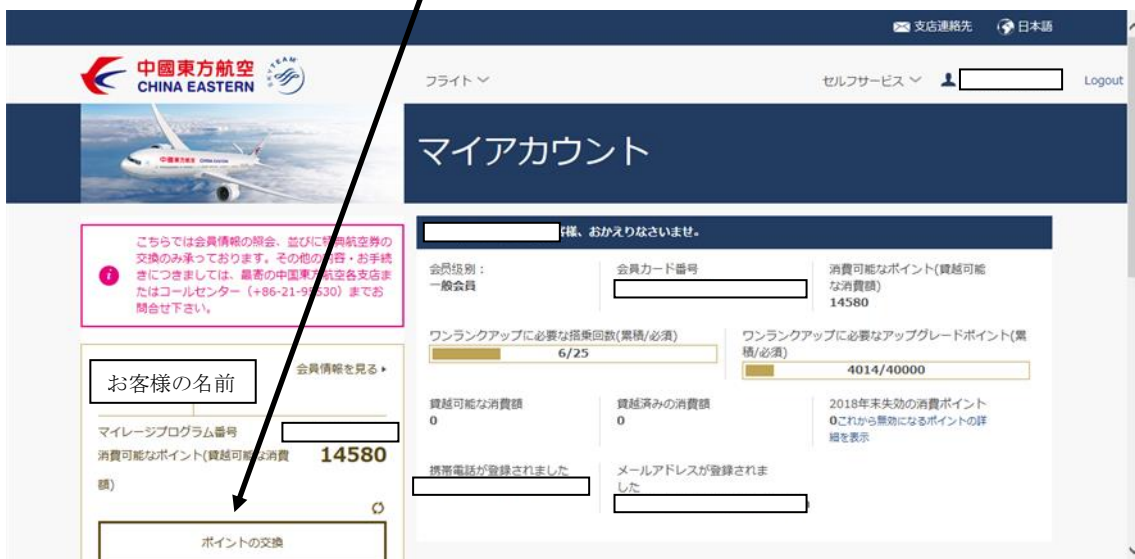 支店連絡先 日本語
中國東方航空
CHINA EASTERN
フライト
セルフサービス
Logout
マイアカウント
こちらでは会員情報の照会、並びに特典航空券の
交換のみ承っております。その他の内容・お手続
きにつきましては、最寄の中国東方航空各支店ま
たはコールセンター(+86-21-95530)までお
問合せ下さい。
様、おかえりなさいませ。
会员级别:
一般会員
会員カード番号
消費可能なポイント(貸越可能
な消費額)
14580
ワンランクアップに必要な搭乗回数(累積/必須)
6/25
ワンランクアップに必要なアップグレードポイント(累
積/必須)
4014/40000
貸越可能な消費額
0
貸越済みの消費額
0
2018年末失効の消費ポイント
0これから無効になるポイントの詳
細を表示
携帯電話が登録されました
メールアドレスが登録されま
した
会員情報を見る
お客様の名前
マイレージプログラム番号
消費可能なポイント(貸越可能な消費
額)
14580
ポイントの交換